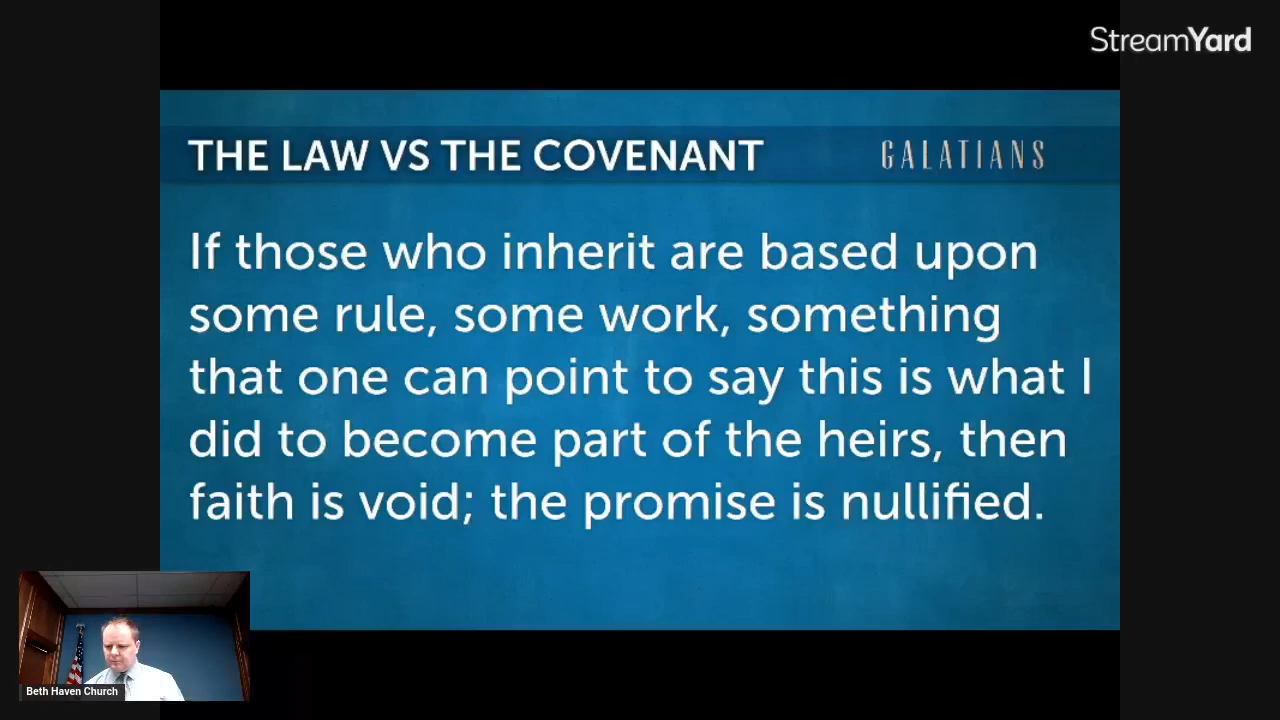 StreamYard
THE LAW VS THE COVENANT
GALATIANS
If those who inherit are based upon
some rule, some work, something
that one can point to say this is what I
did to become part of the heirs, then
faith is void; the promise is nullified.
Beth Haven Church